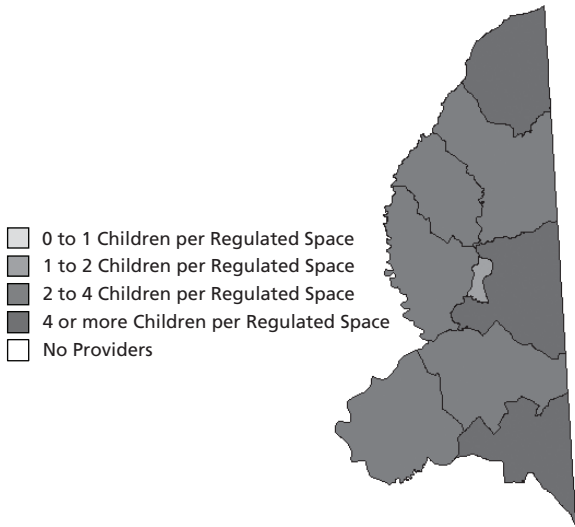 0 to 1 Children per Regulated Space
1 to 2 Children per Regulated Space
2 to 4 Children per Regulated Space
4 or more Children per Regulated Space
No Providers